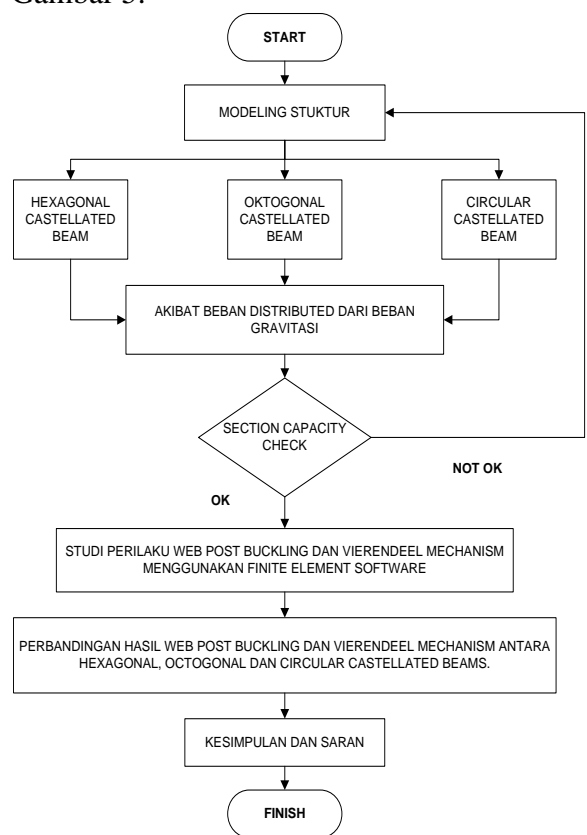 Gambar 3.
START
MODELING STUKTUR
HEXAGONAL
CASTELLATED
BEAM
OKTOGONAL
CASTELLATED
BEAM
CIRCULAR
CASTELLATED
BEAM
AKIBAT BEBAN DISTRIBUTED DARI BEBAN
GRAVITASI
SECTION CAPACITY
CHECK
NOT OK
OK
STUDI PERILAKU WEB POST BUCKLING DAN VIERENDEEL MECHANISM
MENGGUNAKAN FINITE ELEMENT SOFTWARE
PERBANDINGAN HASIL WEB POST BUCKLING DAN VIERENDEEL MECHANISM ANTARA
HEXAGONAL, OCTOGONAL DAN CIRCULAR CASTELLATED BEAMS.
KESIMPULAN DAN SARAN
FINISH